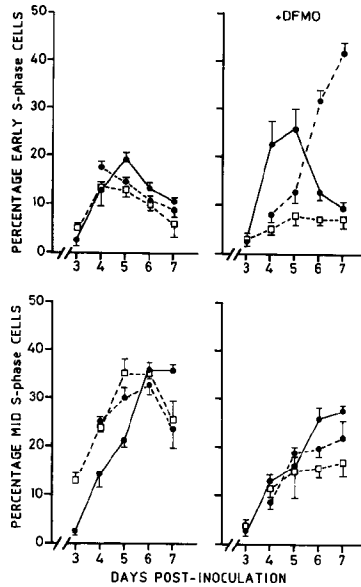 +DFMO
PERCENTAGE EARLY S-phase CELLS
50
40
30
20
10
0
3 4 5 6 7
3 4 5 6 7
PERCENTAGE MID S-phase CELLS
50
40
30
20
10
0
3 4 5 6 7
3 4 5 6 7
DAYS POST-INOCULATION